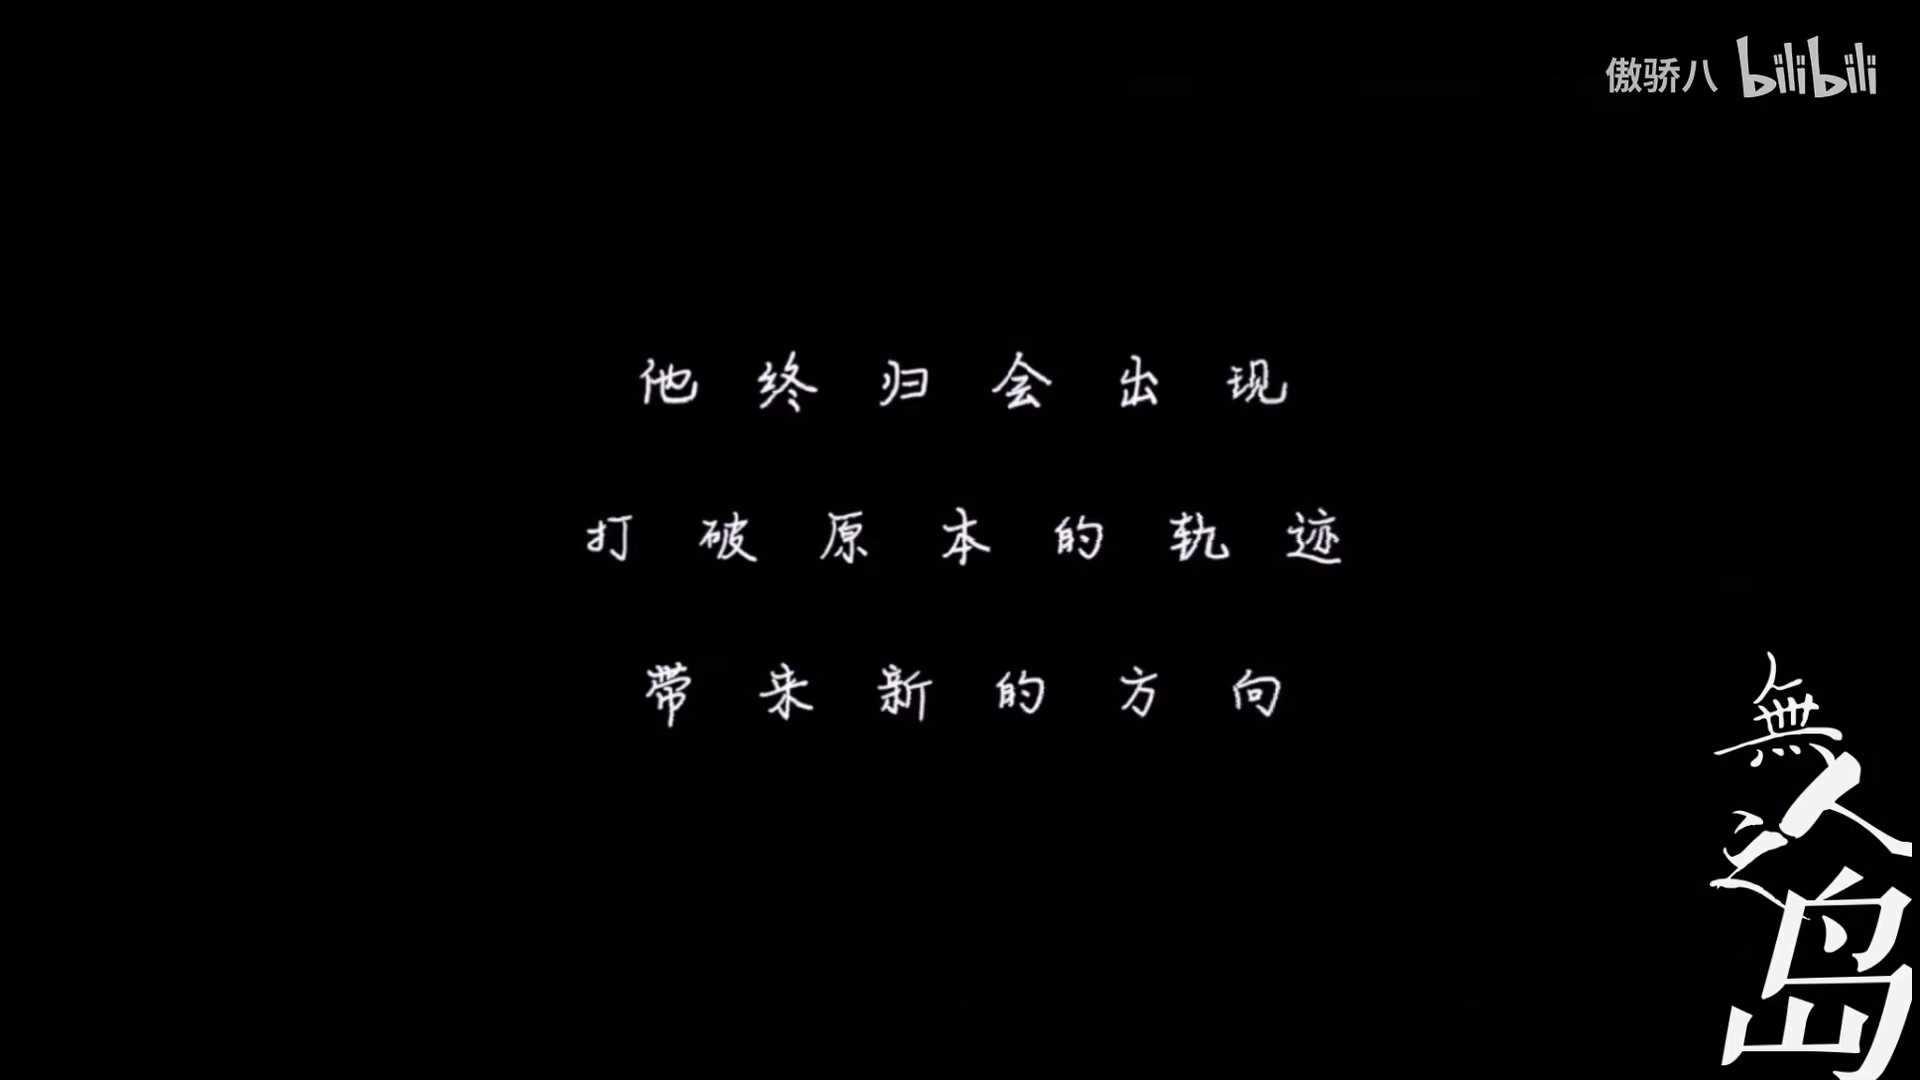 傲骄八 bilibili
他终归会出现
打破原本的轨迹
带来新的方向
無人之岛